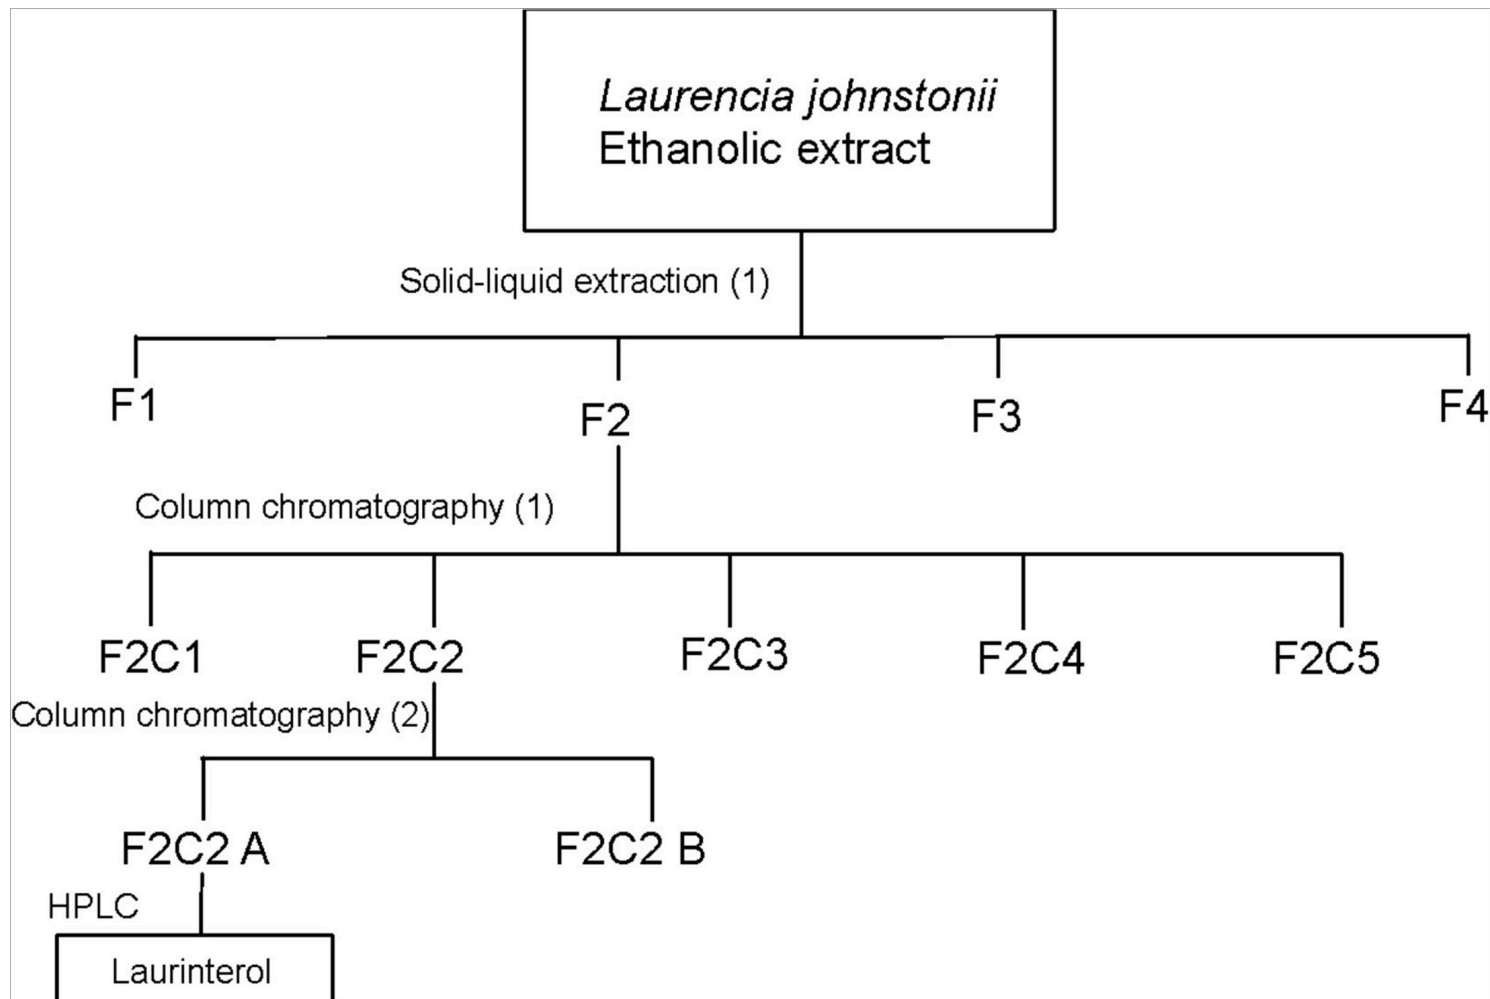 Laurencia johnstonii
Ethanolic extract
Solid-liquid extraction (1)
F1
F2
F3
F4
Column chromatography (1)
F2C1
F2C2
F2C3
F2C4
F2C5
Column chromatography (2)
F2C2 A
F2C2 B
HPLC
Laurinterol